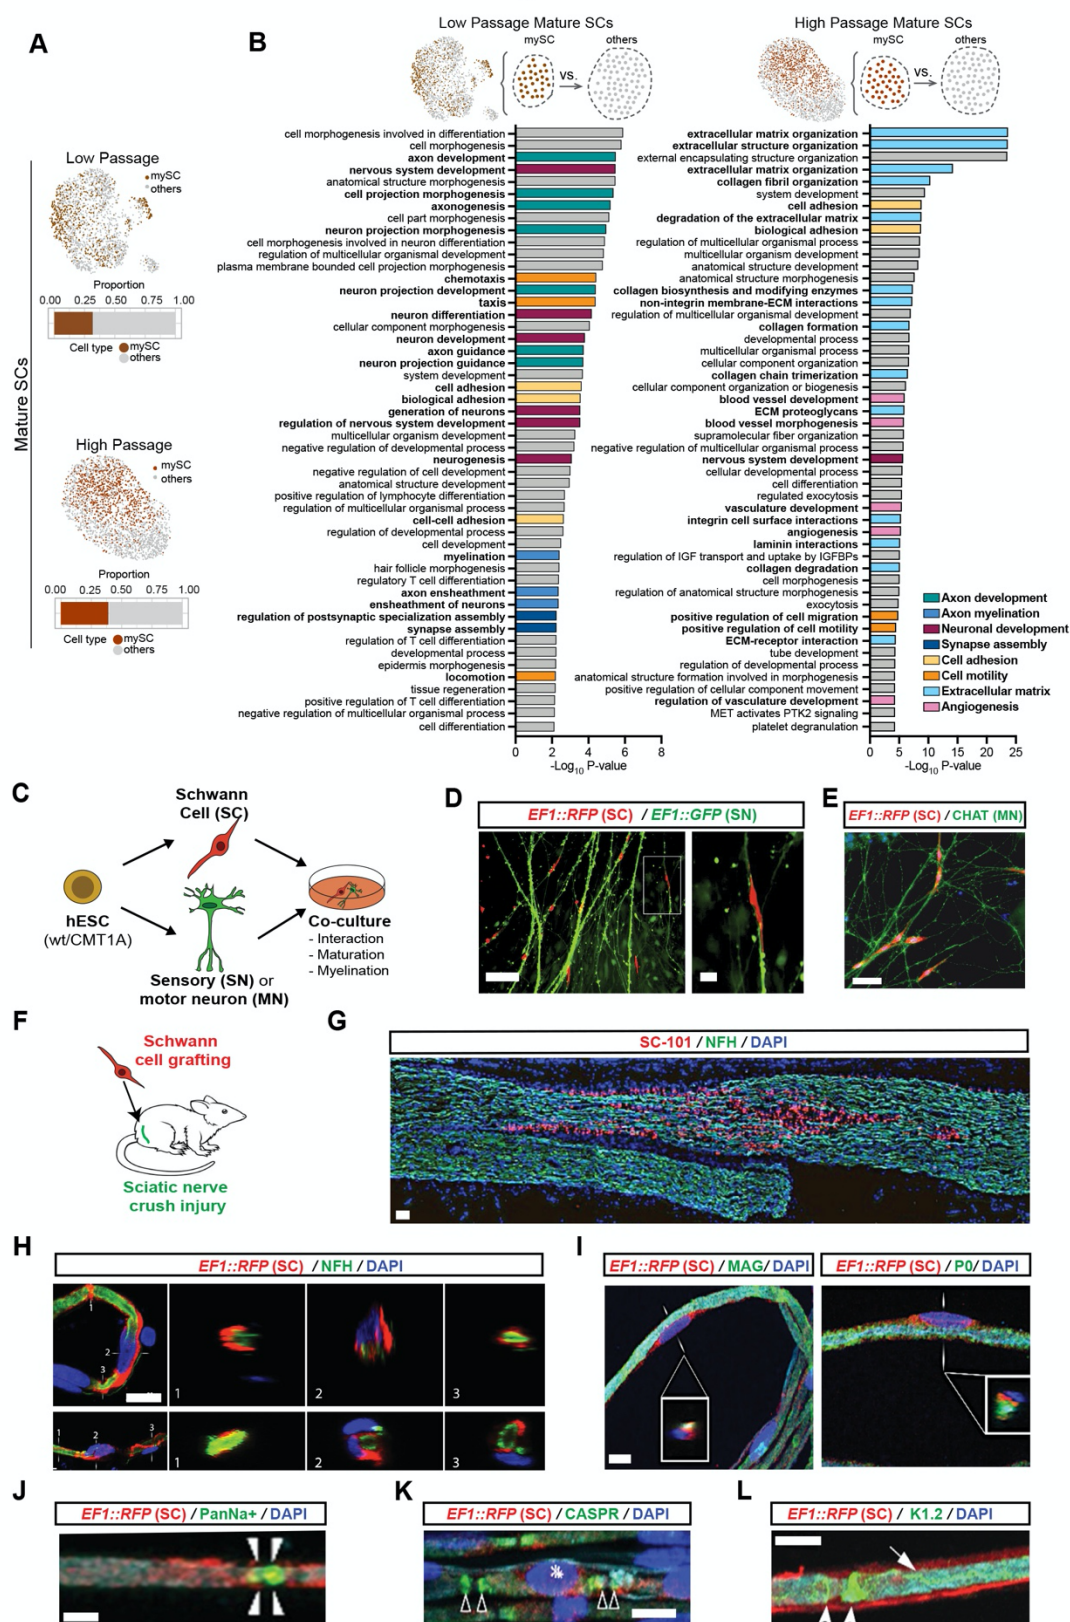 A
B
Low Passage Mature SCs
mySC
others
vs.
High Passage Mature SCs
mySC
others
vs.
Mature SCs
Low Passage
mySC
others
Proportion
0.00 0.25 0.50 0.75 1.00
Cell type mySC
others
High Passage
mySC
others
Proportion
0.00 0.25 0.50 0.75 1.00
Cell type mySC
others
cell morphogenesis involved in differentiation
cell morphogenesis
axon development
nervous system development
anatomical structure morphogenesis
cell projection morphogenesis
axonogenesis
cell part morphogenesis
neuron projection morphogenesis
cell morphogenesis involved in neuron differentiation
regulation of multicellular organismal development
plasma membrane bounded cell projection morphogenesis
chemotaxis
neuron projection development
taxis
neuron differentiation
cellular component morphogenesis
neuron development
axon guidance
neuron projection guidance
system development
cell adhesion
biological adhesion
generation of neurons
regulation of nervous system development
multicellular organism development
negative regulation of developmental process
neurogenesis
negative regulation of cell development
anatomical structure development
positive regulation of lymphocyte differentiation
regulation of multicellular organismal process
cell-cell adhesion
regulation of developmental process
cell development
myelination
hair follicle morphogenesis
regulatory T cell differentiation
axon ensheathment
ensheathment of neurons
regulation of postsynaptic specialization assembly
synapse assembly
regulation of T cell differentiation
developmental process
epidermis morphogenesis
locomotion
tissue regeneration
positive regulation of T cell differentiation
negative regulation of multicellular organismal process
cell differentiation
0 2 4 6 8
-Log10 P-value
extracellular matrix organization
extracellular structure organization
external encapsulating structure organization
extracellular matrix organization
collagen fibril organization
system development
cell adhesion
degradation of the extracellular matrix
biological adhesion
regulation of multicellular organismal process
multicellular organism development
anatomical structure development
anatomical structure morphogenesis
collagen biosynthesis and modifying enzymes
non-integrin membrane-ECM interactions
regulation of multicellular organismal development
collagen formation
developmental process
multicellular organismal process
cellular component organization
collagen chain trimerization
cellular component organization or biogenesis
blood vessel development
ECM proteoglycans
blood vessel morphogenesis
supramolecular fiber organization
negative regulation of multicellular organismal process
nervous system development
cellular developmental process
cell differentiation
regulated exocytosis
vasculature development
integrin cell surface interactions
angiogenesis
laminin interactions
regulation of IGF transport and uptake by IGFBPs
collagen degradation
cell morphogenesis
regulation of anatomical structure morphogenesis
exocytosis
positive regulation of cell migration
positive regulation of cell motility
ECM-receptor interaction
tube development
regulation of developmental process
anatomical structure formation involved in morphogenesis
positive regulation of cellular component movement
regulation of vasculature development
MET activates PTK2 signaling
platelet degranulation
0 5 10 15 20 25
-Log10 P-value
Axon development
Axon myelination
Neuronal development
Synapse assembly
Cell adhesion
Cell motility
Extracellular matrix
Angiogenesis
C
Schwann
Cell (SC)
hESC
(wt/CMT1A)
Sensory (SN) or
motor neuron (MN)
Co-culture
- Interaction
- Maturation
- Myelination
D
EF1::RFP (SC) / EF1::GFP (SN)
E
EF1::RFP (SC) / CHAT (MN)
F
Schwann
cell grafting
Sciatic nerve
crush injury
G
SC-101 / NFH / DAPI
H
EF1::RFP (SC) / NFH / DAPI
1
2
3
1
2
3
1
2
3
1
2
3
I
EF1::RFP (SC) / MAG/ DAPI
EF1::RFP (SC) / P0/ DAPI
J
EF1::RFP (SC) / PanNa+ / DAPI
K
EF1::RFP (SC) / CASPR / DAPI
L
EF1::RFP (SC) / K1.2 / DAPI